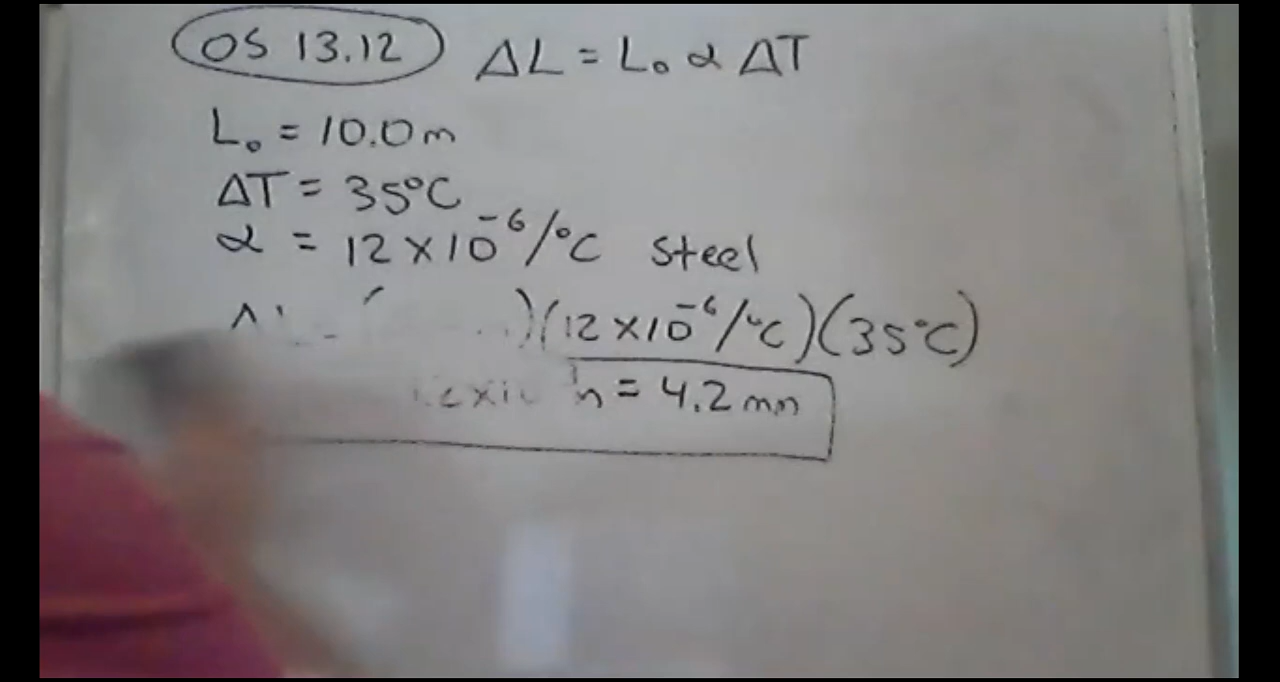 OS 13.12 ΔL = L₀ α ΔT
L₀ = 10.0m
ΔT = 35°C
α = 12 × 10⁻⁶/°C steel
)(12 × 10⁻⁶/°C)(35°C)
= 4.2 mm